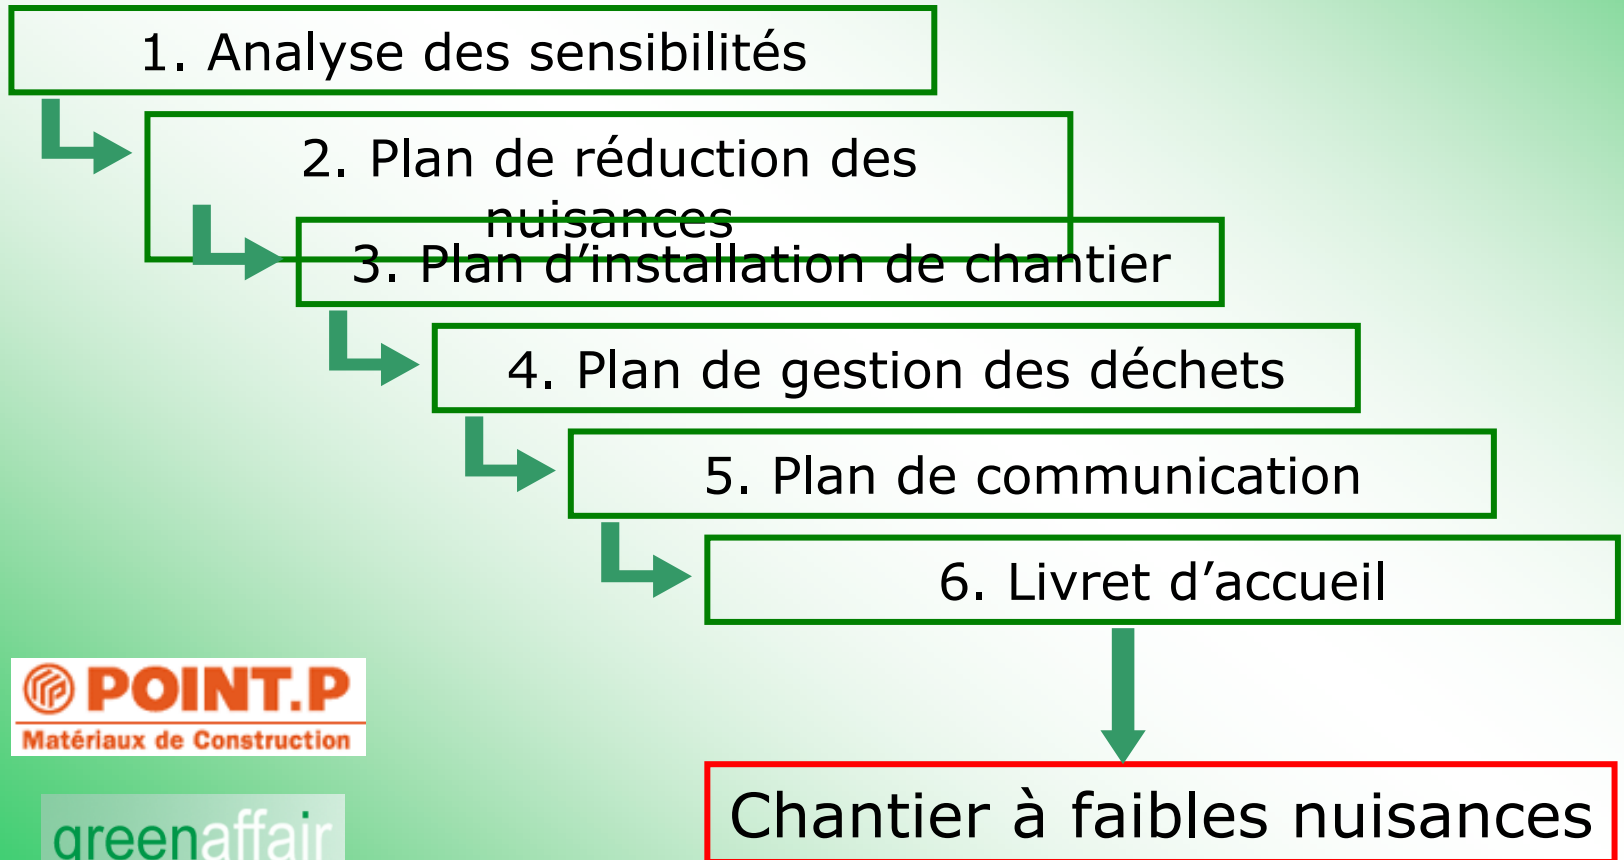 1. Analyse des sensibilités
2. Plan de réduction des
nuisances
3. Plan d’installation de chantier
4. Plan de gestion des déchets
5. Plan de communication
6. Livret d’accueil
POINT.P
Matériaux de Construction
Chantier à faibles nuisances
greenaffair